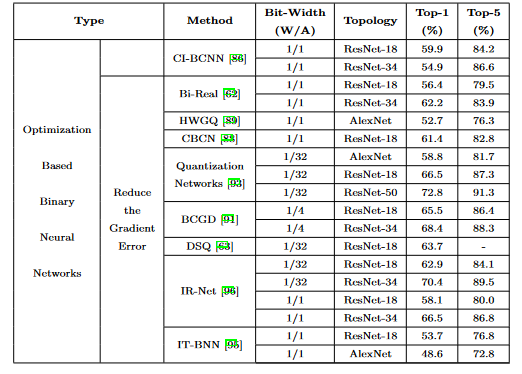 Type Method Bit-Width (W/A) Topology Top-1 (%) Top-5 (%)
Optimization Based Binary Neural Networks
CI-BCNN [86] 1/1 ResNet-18 59.9 84.2
1/1 ResNet-34 54.9 86.6
Reduce the Gradient Error
Bi-Real [62] 1/1 ResNet-18 56.4 79.5
1/1 ResNet-34 62.2 83.9
HWGQ [89] 1/1 AlexNet 52.7 76.3
CBCN [88] 1/1 ResNet-18 61.4 82.8
Quantization Networks [93] 1/32 AlexNet 58.8 81.7
1/32 ResNet-18 66.5 87.3
1/32 ResNet-50 72.8 91.3
BCGD [91] 1/4 ResNet-18 65.5 86.4
1/4 ResNet-34 68.4 88.3
DSQ [63] 1/32 ResNet-18 63.7 -
IR-Net [96] 1/32 ResNet-18 62.9 84.1
1/32 ResNet-34 70.4 89.5
1/1 ResNet-18 58.1 80.0
1/1 ResNet-34 66.5 86.8
IT-BNN [95] 1/1 ResNet-18 53.7 76.8
1/1 AlexNet 48.6 72.8